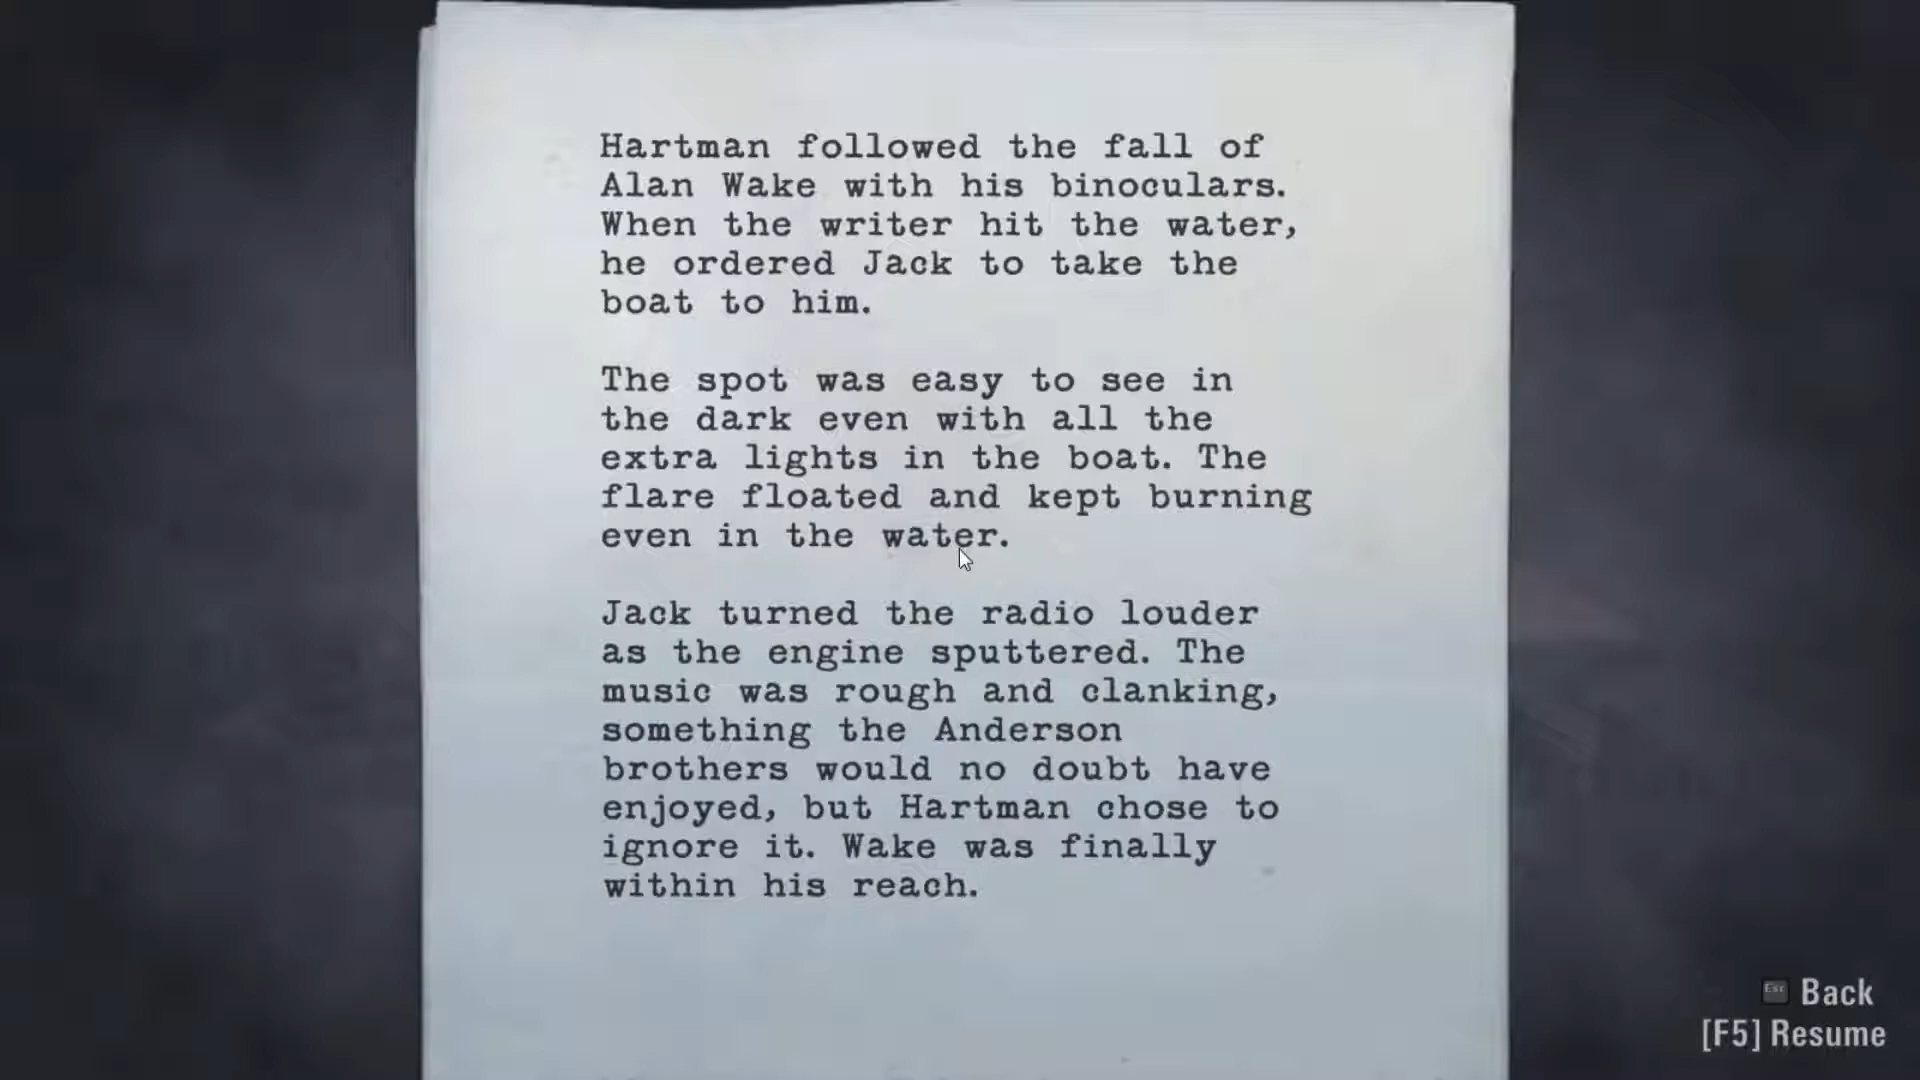 Hartman followed the fall of
Alan Wake with his binoculars.
When the writer hit the water,
he ordered Jack to take the
boat to him.
The spot was easy to see in
the dark even with all the
extra lights in the boat. The
flare floated and kept burning
even in the water.
Jack turned the radio louder
as the engine sputtered. The
music was rough and clanking,
something the Anderson
brothers would no doubt have
enjoyed, but Hartman chose to
ignore it. Wake was finally
within his reach.
Esc Back
[F5] Resume